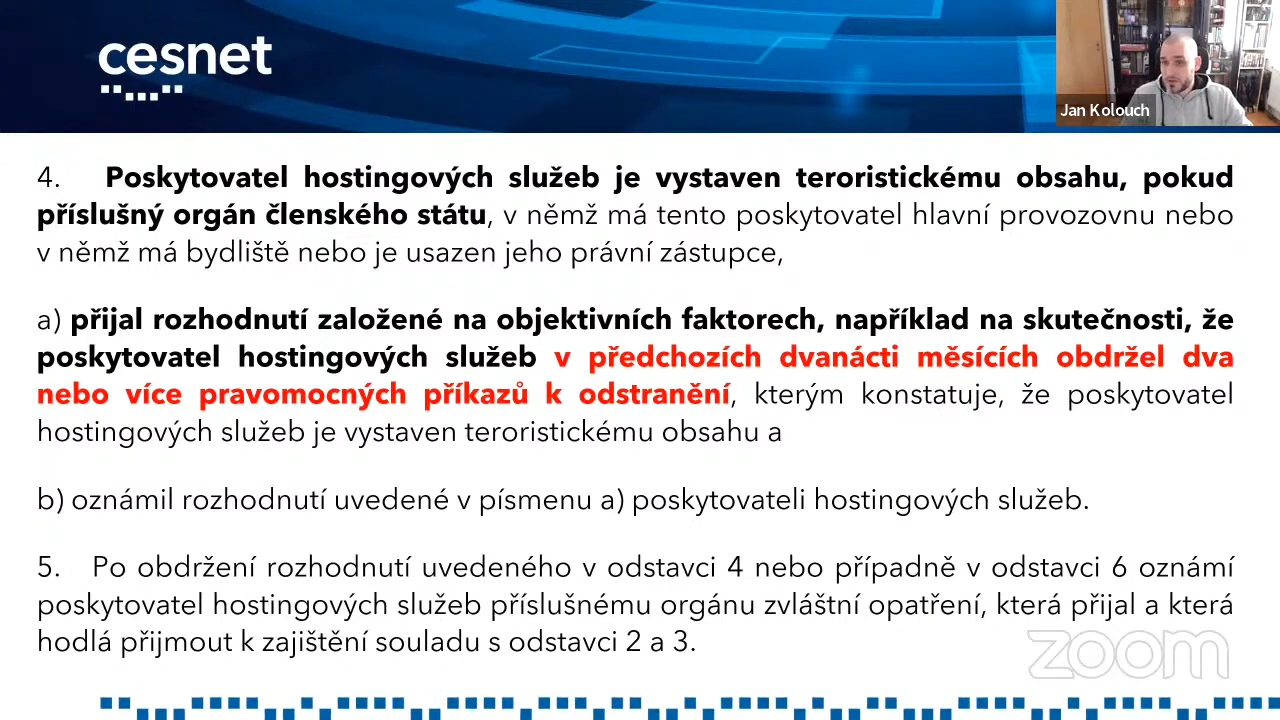 cesnet
Jan Kolouch
4. Poskytovatel hostingových služeb je vystaven teroristickému obsahu, pokud
příslušný orgán členského státu, v němž má tento poskytovatel hlavní provozovnu nebo
v němž má bydliště nebo je usazen jeho právní zástupce,
a) přijal rozhodnutí založené na objektivních faktorech, například na skutečnosti, že
poskytovatel hostingových služeb v předchozích dvanácti měsících obdržel dva
nebo více pravomocných příkazů k odstranění, kterým konstatuje, že poskytovatel
hostingových služeb je vystaven teroristickému obsahu a
b) oznámil rozhodnutí uvedené v písmenu a) poskytovateli hostingových služeb.
5. Po obdržení rozhodnutí uvedeného v odstavci 4 nebo případně v odstavci 6 oznámí
poskytovatel hostingových služeb příslušnému orgánu zvláštní opatření, která přijal a která
hodlá přijmout k zajištění souladu s odstavci 2 a 3.
zoom